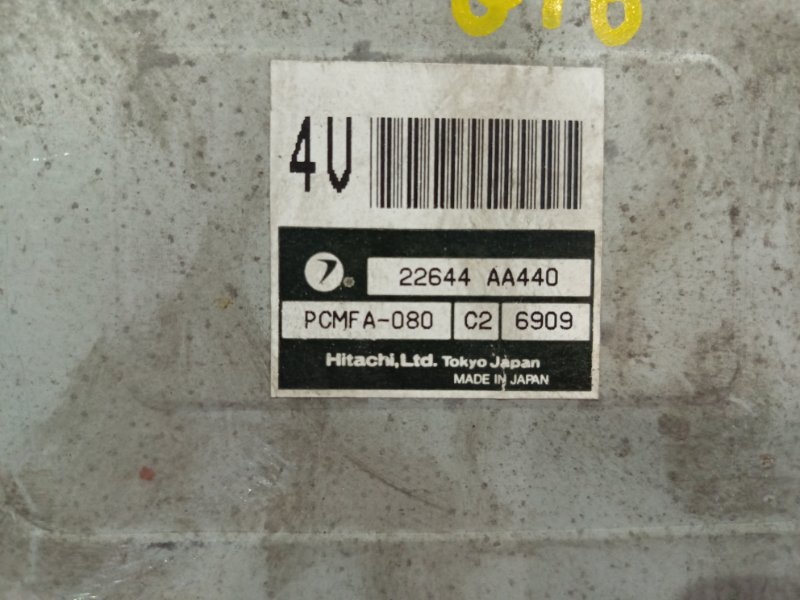 4V
22644 AA440
PCMFA-080 C2 6909
Hitachi,Ltd. Tokyo Japan
MADE IN JAPAN